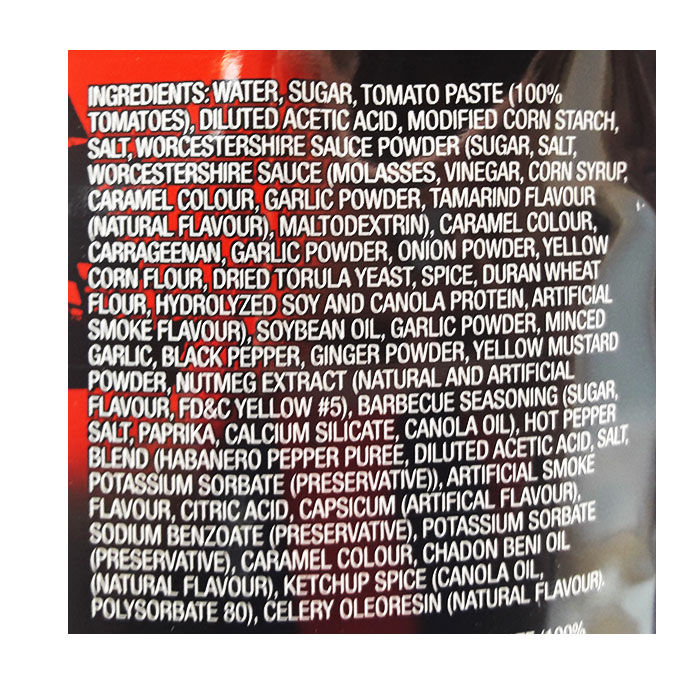 INGREDIENTS: WATER, SUGAR, TOMATO PASTE (100%
TOMATOES), DILUTED ACETIC ACID, MODIFIED CORN STARCH,
SALT, WORCESTERSHIRE SAUCE POWDER (SUGAR, SALT,
WORCESTERSHIRE SAUCE (MOLASSES, VINEGAR, CORN SYRUP,
CARAMEL COLOUR, GARLIC POWDER, TAMARIND FLAVOUR
(NATURAL FLAVOUR), MALTODEXTRIN), CARAMEL COLOUR,
CARRAGEENAN, GARLIC POWDER, ONION POWDER, YELLOW
CORN FLOUR, DRIED TORULA YEAST, SPICE, DURAN WHEAT
FLOUR, HYDROLYZED SOY AND CANOLA PROTEIN, ARTIFICIAL
SMOKE FLAVOUR), SOYBEAN OIL, GARLIC POWDER, MINCED
GARLIC, BLACK PEPPER, GINGER POWDER, YELLOW MUSTARD
POWDER, NUTMEG EXTRACT (NATURAL AND ARTIFICIAL
FLAVOUR, FD&C YELLOW #5), BARBECUE SEASONING (SUGAR,
SALT, PAPRIKA, CALCIUM SILICATE, CANOLA OIL), HOT PEPPER
BLEND (HABANERO PEPPER PUREE, DILUTED ACETIC ACID, SALT,
POTASSIUM SORBATE (PRESERVATIVE)), ARTIFICIAL SMOKE
FLAVOUR, CITRIC ACID, CAPSICUM (ARTIFICAL FLAVOUR),
SODIUM BENZOATE (PRESERVATIVE), POTASSIUM SORBATE
(PRESERVATIVE), CARAMEL COLOUR, CHADON BENI OIL
(NATURAL FLAVOUR), KETCHUP SPICE (CANOLA OIL,
POLYSORBATE 80), CELERY OLEORESIN (NATURAL FLAVOUR).
(100%